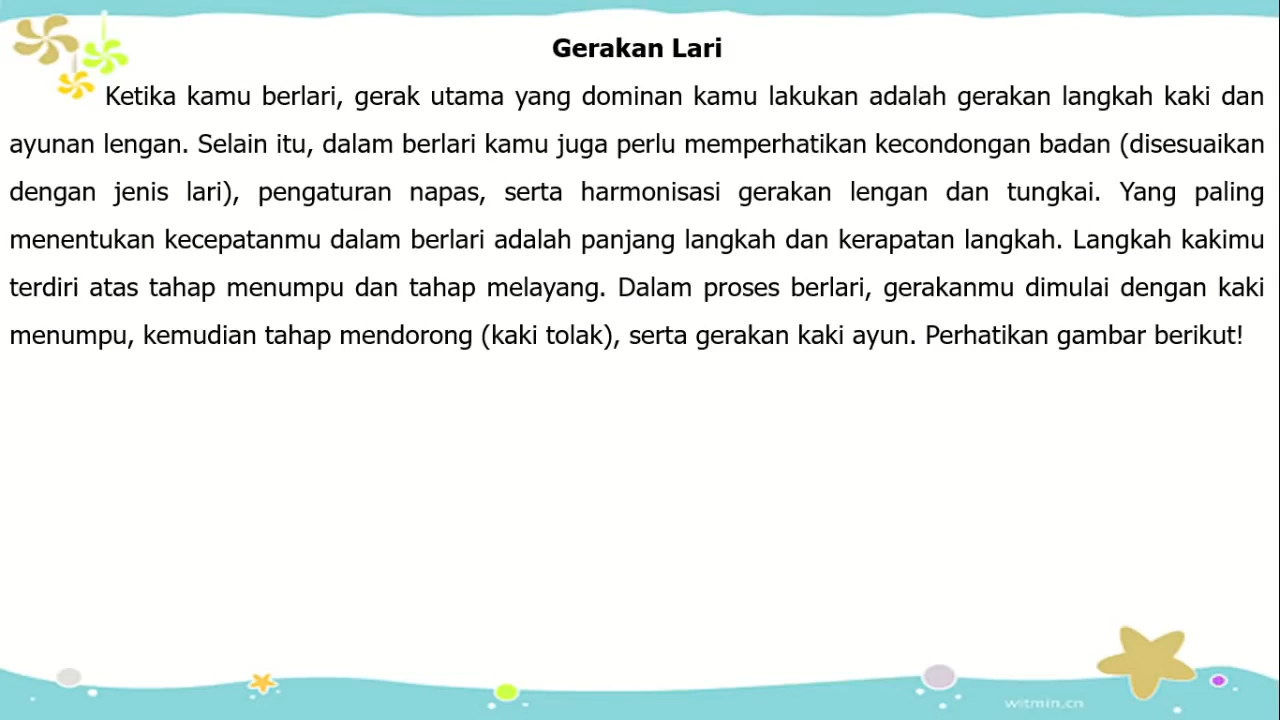 Gerakan Lari
Ketika kamu berlari, gerak utama yang dominan kamu lakukan adalah gerakan langkah kaki dan
ayunan lengan. Selain itu, dalam berlari kamu juga perlu memperhatikan kecondongan badan (disesuaikan
dengan jenis lari), pengaturan napas, serta harmonisasi gerakan lengan dan tungkai. Yang paling
menentukan kecepatanmu dalam berlari adalah panjang langkah dan kerapatan langkah. Langkah kakimu
terdiri atas tahap menumpu dan tahap melayang. Dalam proses berlari, gerakanmu dimulai dengan kaki
menumpu, kemudian tahap mendorong (kaki tolak), serta gerakan kaki ayun. Perhatikan gambar berikut!
witmin.cn